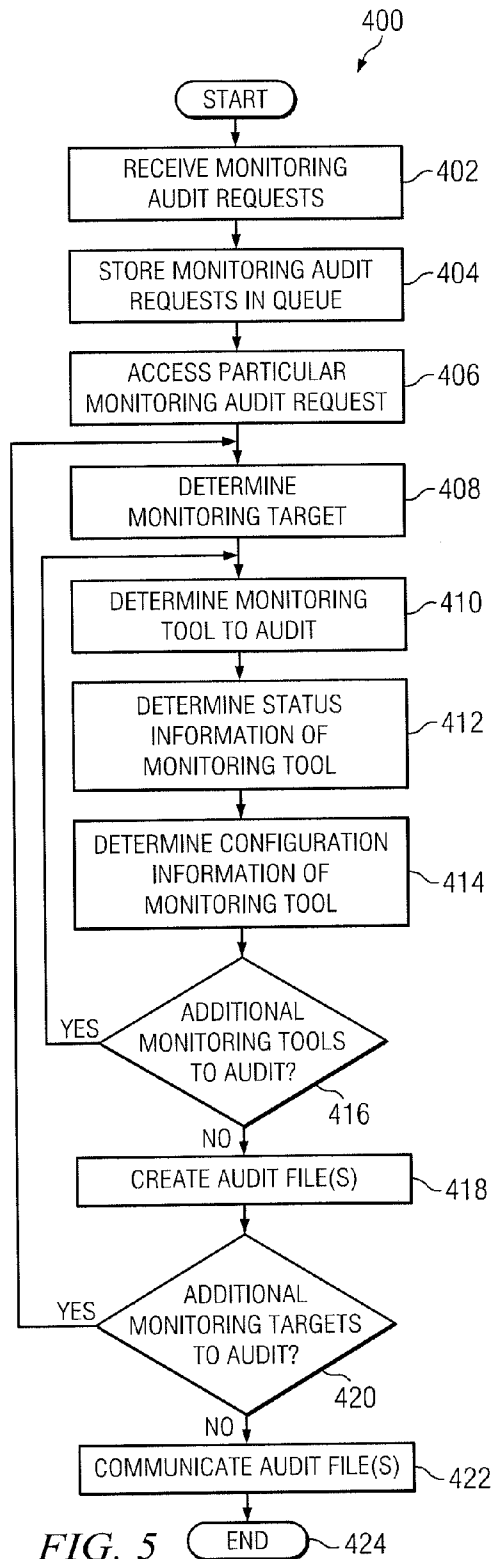 400
START
RECEIVE MONITORING
AUDIT REQUESTS
402
STORE MONITORING AUDIT
REQUESTS IN QUEUE
404
ACCESS PARTICULAR
MONITORING AUDIT REQUEST
406
DETERMINE
MONITORING TARGET
408
DETERMINE MONITORING
TOOL TO AUDIT
410
DETERMINE STATUS
INFORMATION OF
MONITORING TOOL
412
DETERMINE CONFIGURATION
INFORMATION OF
MONITORING TOOL
414
YES
ADDITIONAL
MONITORING TOOLS
TO AUDIT?
416
NO
CREATE AUDIT FILE(S)
418
YES
ADDITIONAL
MONITORING TARGETS
TO AUDIT?
420
NO
COMMUNICATE AUDIT FILE(S)
422
FIG. 5
END
424